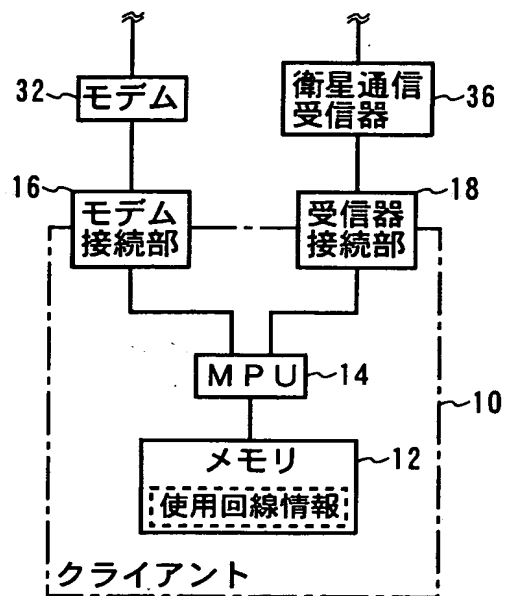 32
モデム
衛星通信
受信器
36
16
モデム
接続部
受信器
接続部
18
MPU
14
10
メモリ
12
使用回線情報
クライアント